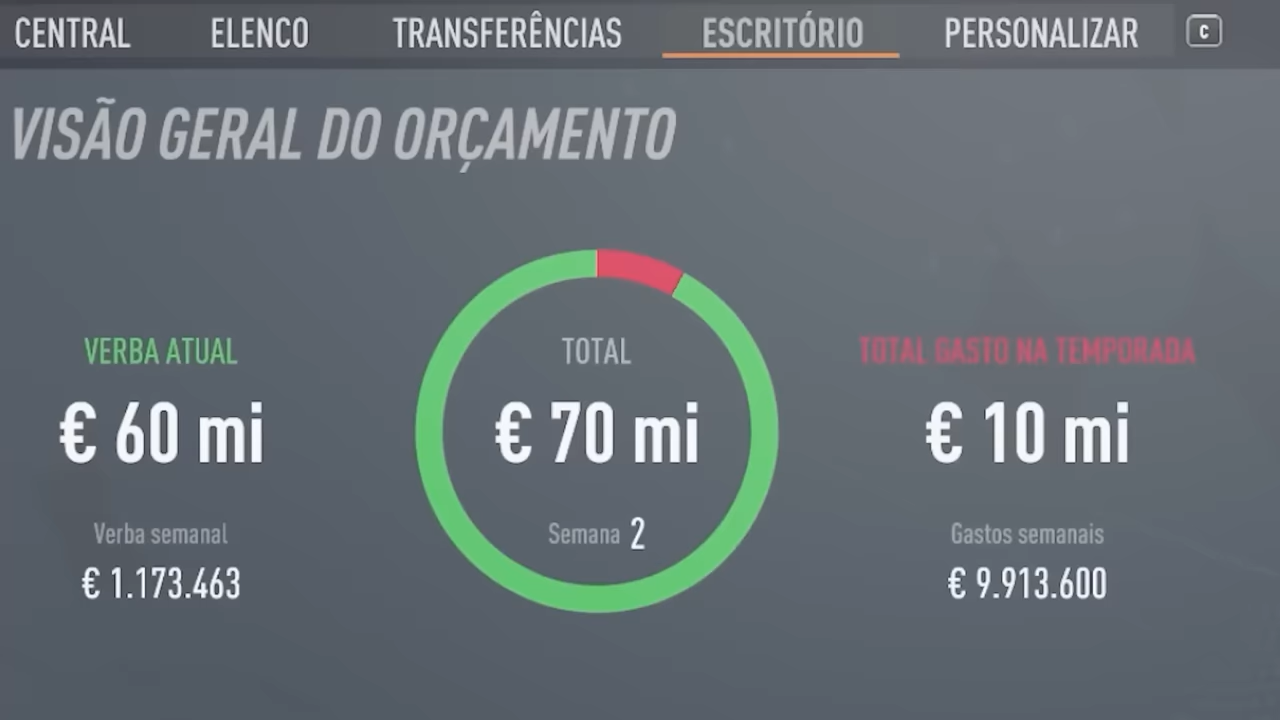 CENTRAL ELENCO TRANSFERÊNCIAS ESCRITÓRIO PERSONALIZAR C
VISÃO GERAL DO ORÇAMENTO
VERBA ATUAL
€ 60 mi
Verba semanal
€ 1.173.463
TOTAL
€ 70 mi
Semana 2
TOTAL GASTO NA TEMPORADA
€ 10 mi
Gastos semanais
€ 9.913.600